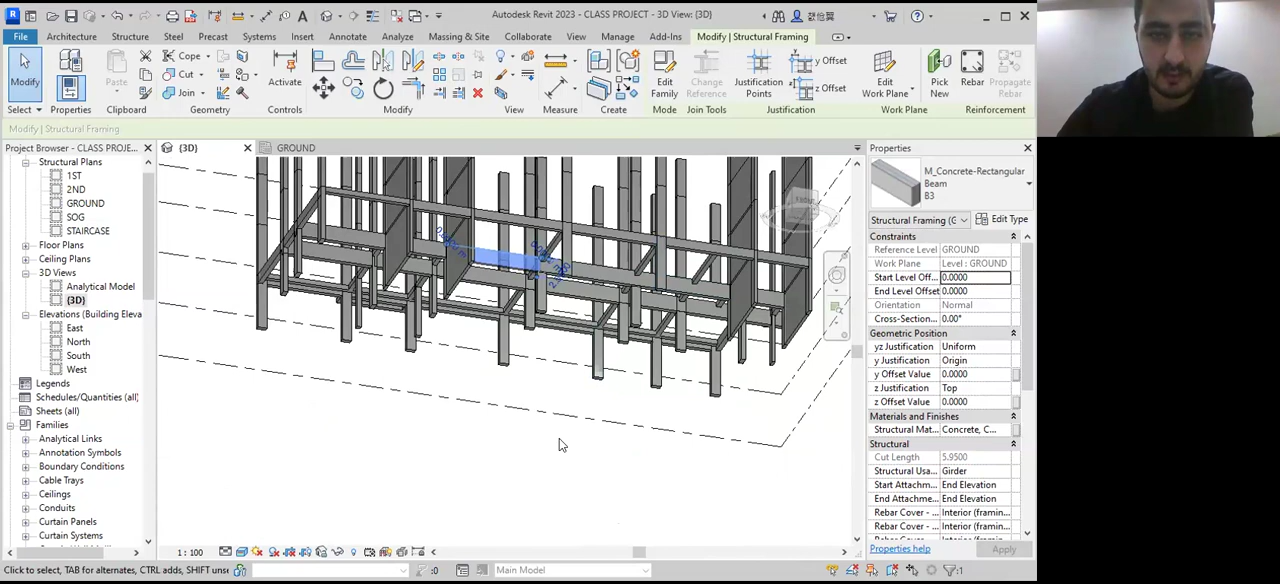 Autodesk Revit 2023 - CLASS PROJECT - 3D View: {3D}
File Architecture Structure Steel Precast Systems Insert Annotate Analyze Massing & Site Collaborate View Manage Add-Ins Modify | Structural Framing
Modify Properties Paste Cope Cut Join Activate Edit Family Change Reference Justification Points y Offset z Offset Edit Work Plane Pick New Rebar Propagate Rebar
Select Properties Clipboard Geometry Controls Modify View Measure Create Mode Join Tools Justification Work Plane Reinforcement
Modify | Structural Framing
Project Browser - CLASS PROJE...
{3D}
GROUND
Structural Plans
1ST
2ND
GROUND
SOG
STAIRCASE
Floor Plans
Ceiling Plans
3D Views
Analytical Model
{3D}
Elevations (Building Eleva
East
North
South
West
Legends
Schedules/Quantities (all)
Sheets (all)
Families
Analytical Links
Annotation Symbols
Boundary Conditions
Cable Trays
Ceilings
Conduits
Curtain Panels
Curtain Systems
1 : 100
Properties
M_Concrete-Rectangular
Beam
B3
Structural Framing (G
Edit Type
Constraints
Reference Level GROUND
Work Plane Level : GROUND
Start Level Off... 0.0000
End Level Offset 0.0000
Orientation Normal
Cross-Section... 0.00°
Geometric Position
yz Justification Uniform
y Justification Origin
y Offset Value 0.0000
z Justification Top
z Offset Value 0.0000
Materials and Finishes
Structural Mat... Concrete, C...
Structural
Cut Length 5.9500
Structural Usa... Girder
Start Attachm... End Elevation
End Attachme... End Elevation
Rebar Cover - ... Interior (framin...
Rebar Cover - ... Interior (framin...
Properties help
Apply
Click to select, TAB for alternates, CTRL adds, SHIFT unse
:0
Main Model
:1